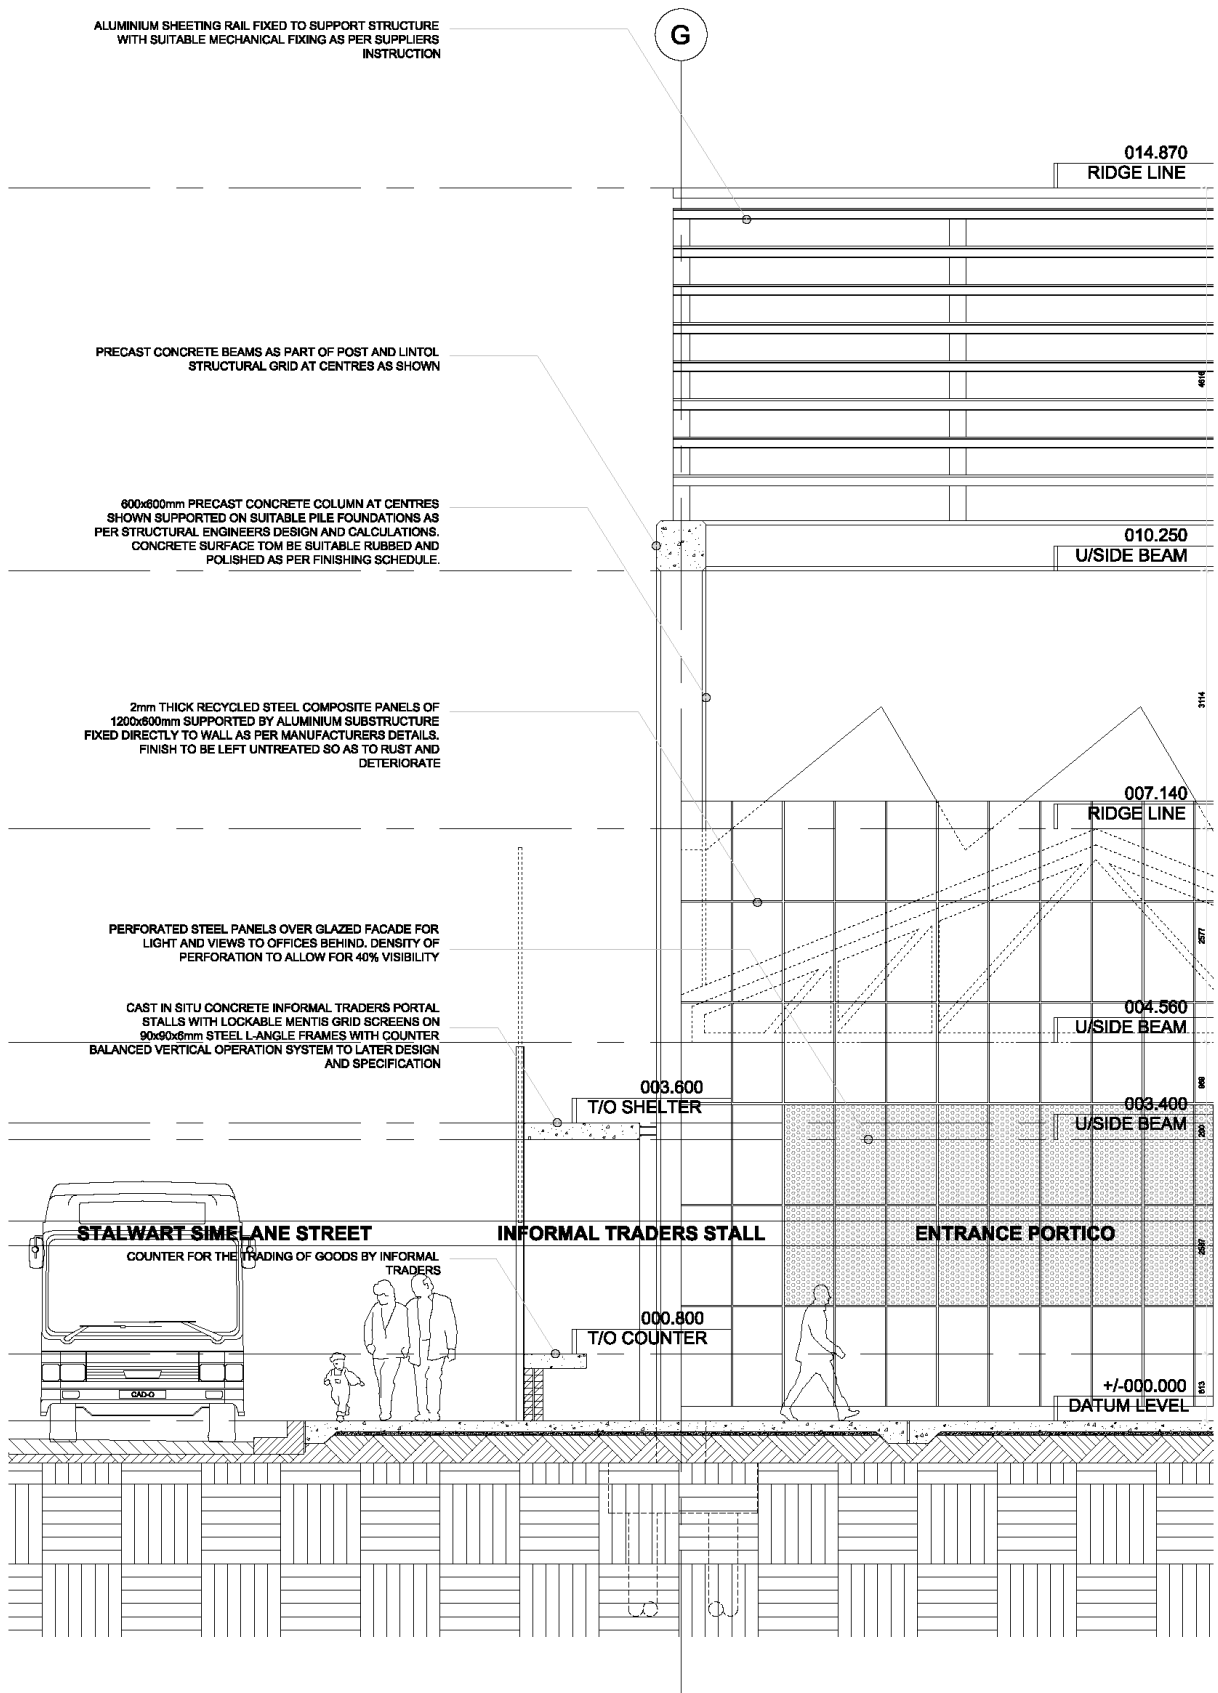 ALUMINIUM SHEETING RAIL FIXED TO SUPPORT STRUCTURE
WITH SUITABLE MECHANICAL FIXING AS PER SUPPLIERS
INSTRUCTION
G
014.870
RIDGE LINE
4616
PRECAST CONCRETE BEAMS AS PART OF POST AND LINTOL
STRUCTURAL GRID AT CENTRES AS SHOWN
600x600mm PRECAST CONCRETE COLUMN AT CENTRES
SHOWN SUPPORTED ON SUITABLE PILE FOUNDATIONS AS
PER STRUCTURAL ENGINEERS DESIGN AND CALCULATIONS.
CONCRETE SURFACE TOM BE SUITABLE RUBBED AND
POLISHED AS PER FINISHING SCHEDULE.
010.250
U/SIDE BEAM
3114
2mm THICK RECYCLED STEEL COMPOSITE PANELS OF
1200x600mm SUPPORTED BY ALUMINIUM SUBSTRUCTURE
FIXED DIRECTLY TO WALL AS PER MANUFACTURERS DETAILS.
FINISH TO BE LEFT UNTREATED SO AS TO RUST AND
DETERIORATE
007.140
RIDGE LINE
2577
PERFORATED STEEL PANELS OVER GLAZED FACADE FOR
LIGHT AND VIEWS TO OFFICES BEHIND. DENSITY OF
PERFORATION TO ALLOW FOR 40% VISIBILITY
CAST IN SITU CONCRETE INFORMAL TRADERS PORTAL
STALLS WITH LOCKABLE MENTIS GRID SCREENS ON
90x90x6mm STEEL L-ANGLE FRAMES WITH COUNTER
BALANCED VERTICAL OPERATION SYSTEM TO LATER DESIGN
AND SPECIFICATION
004.560
U/SIDE BEAM
003.600
T/O SHELTER
003.400
U/SIDE BEAM
200
STALWART SIMELANE STREET
INFORMAL TRADERS STALL
ENTRANCE PORTICO
COUNTER FOR THE TRADING OF GOODS BY INFORMAL
TRADERS
000.800
T/O COUNTER
CAD-O
+/-000.000
DATUM LEVEL
813